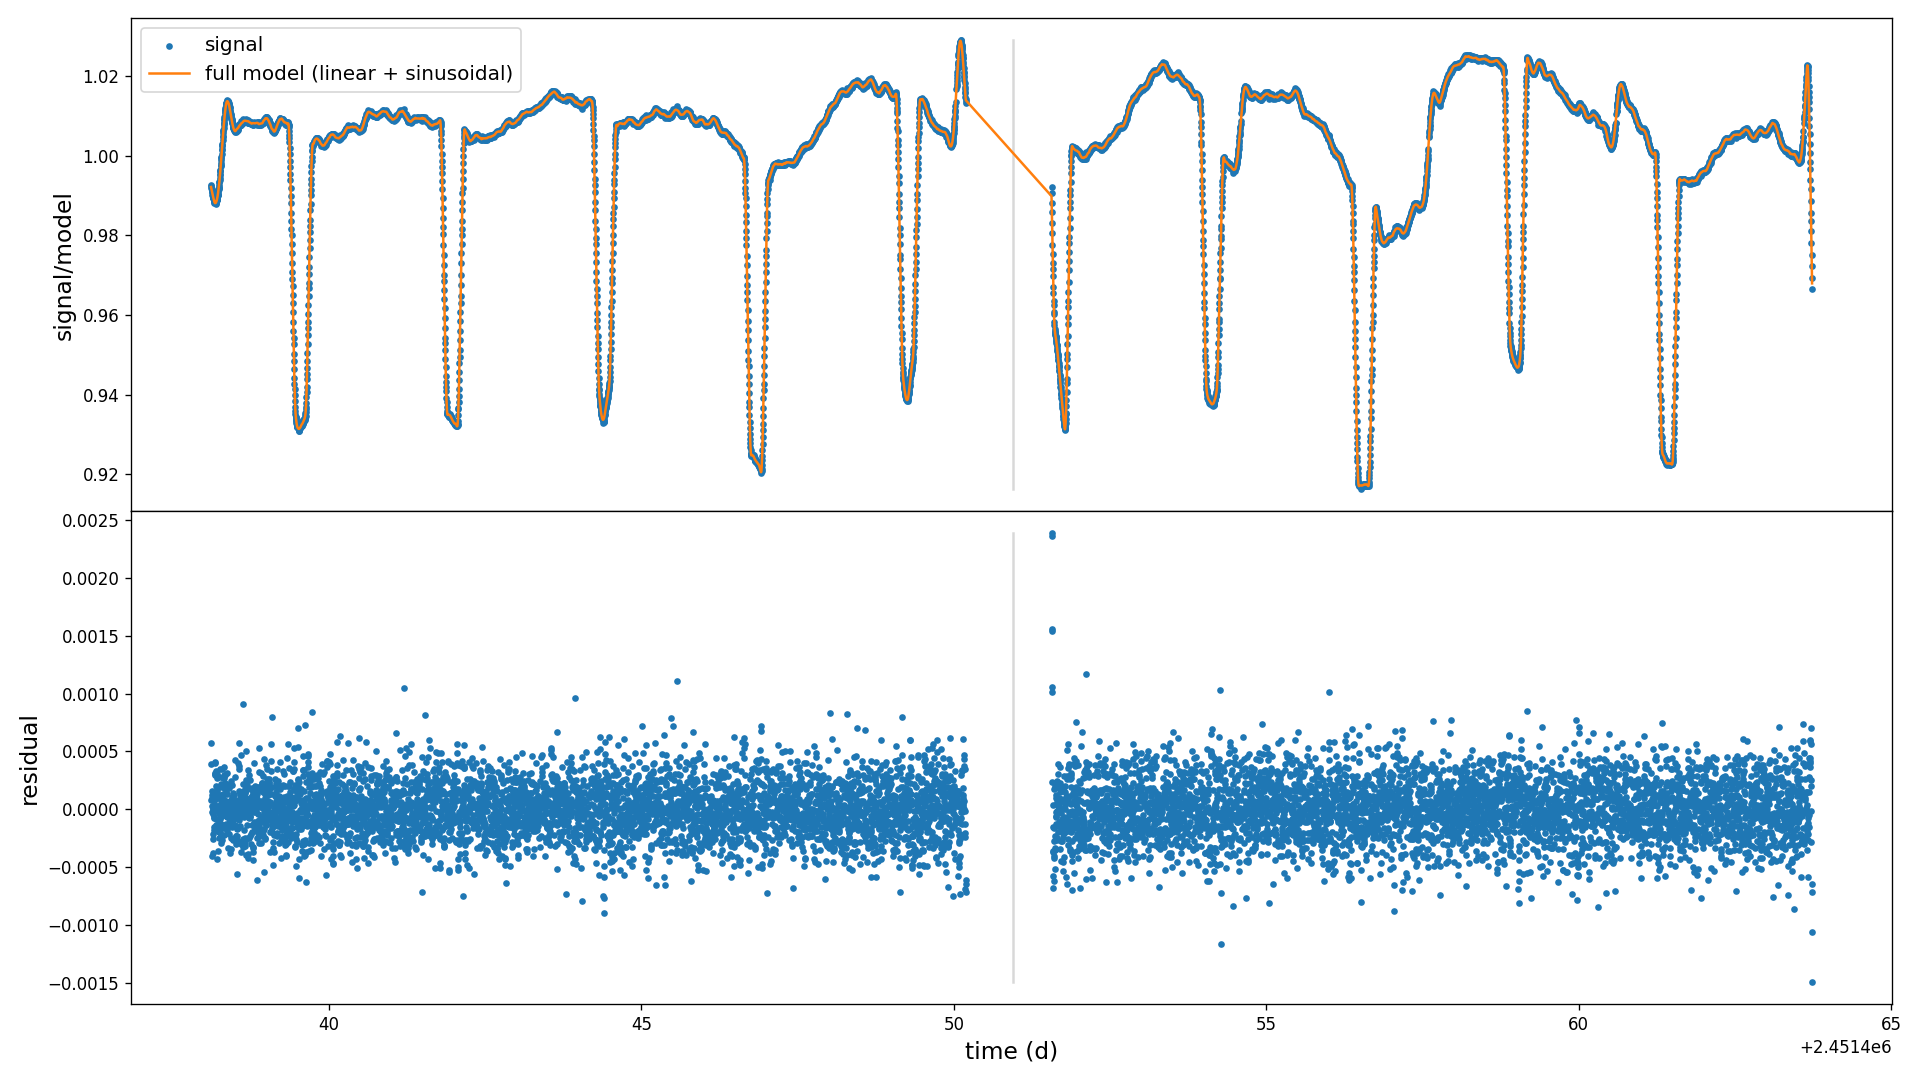 signal
full model (linear + sinusoidal)
signal/model
1.02
1.00
0.98
0.96
0.94
0.92
residual
0.0025
0.0020
0.0015
0.0010
0.0005
0.0000
−0.0005
−0.0010
−0.0015
40 45 50 55 60 65
time (d)
+2.4514e6